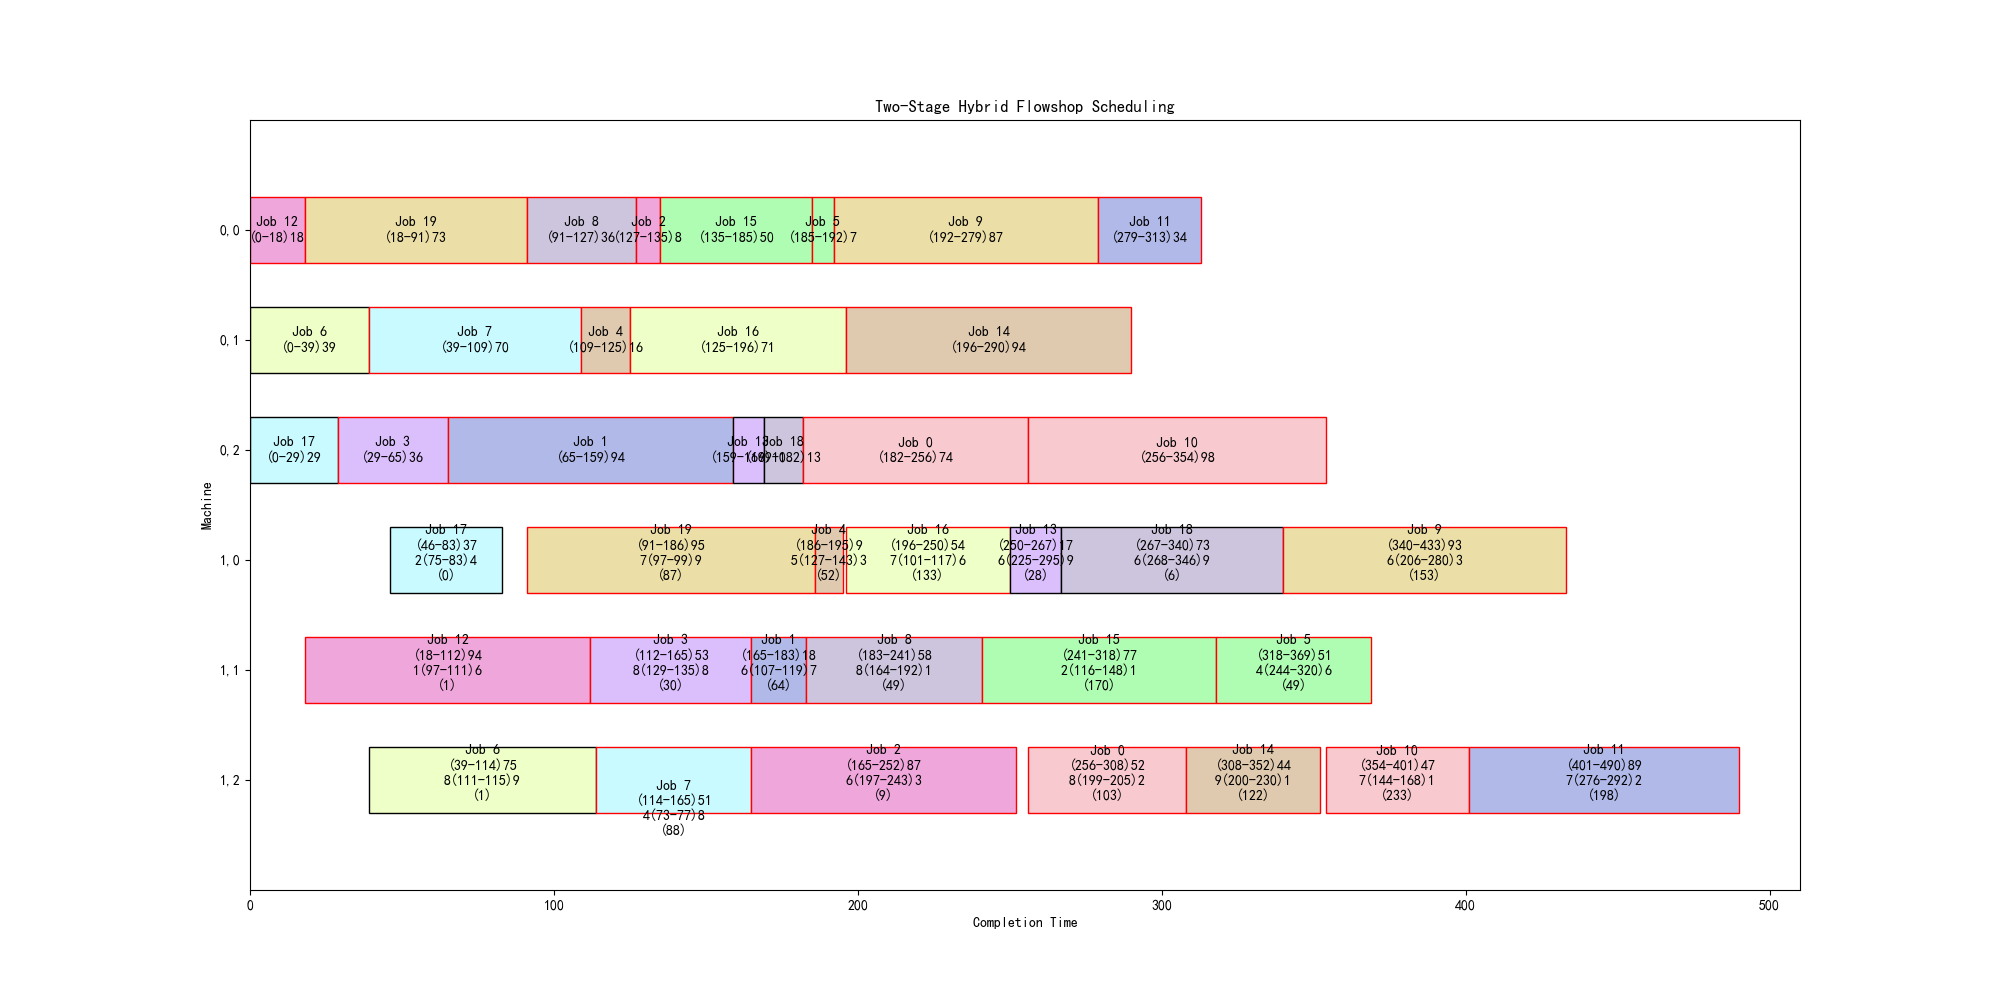 Two-Stage Hybrid Flowshop Scheduling
Machine
0,0
Job 12
(0-18)18
Job 19
(18-91)73
Job 8
(91-127)36
Job 2
(127-135)8
Job 15
(135-185)50
Job 5
(185-192)7
Job 9
(192-279)87
Job 11
(279-313)34
0,1
Job 6
(0-39)39
Job 7
(39-109)70
Job 4
(109-125)16
Job 16
(125-196)71
Job 14
(196-290)94
0,2
Job 17
(0-29)29
Job 3
(29-65)36
Job 1
(65-159)94
Job 13
(159-169)10
Job 18
(169-182)13
Job 0
(182-256)74
Job 10
(256-354)98
1,0
Job 17
(46-83)37
2(75-83)4
(0)
Job 19
(91-186)95
7(97-99)9
(87)
Job 4
(186-195)9
5(127-143)3
(52)
Job 16
(196-250)54
7(101-117)6
(133)
Job 13
(250-267)17
6(225-295)9
(28)
Job 18
(267-340)73
6(268-346)9
(6)
Job 9
(340-433)93
6(206-280)3
(153)
1,1
Job 12
(18-112)94
1(97-111)6
(1)
Job 3
(112-165)53
8(129-135)8
(30)
Job 1
(165-183)18
6(107-119)7
(64)
Job 8
(183-241)58
8(164-192)1
(49)
Job 15
(241-318)77
2(116-148)1
(170)
Job 5
(318-369)51
4(244-320)6
(49)
1,2
Job 6
(39-114)75
8(111-115)9
(1)
Job 7
(114-165)51
4(73-77)8
(88)
Job 2
(165-252)87
6(197-243)3
(9)
Job 0
(256-308)52
8(199-205)2
(103)
Job 14
(308-352)44
9(200-230)1
(122)
Job 10
(354-401)47
7(144-168)1
(233)
Job 11
(401-490)89
7(276-292)2
(198)
0
100
200
300
400
500
Completion Time